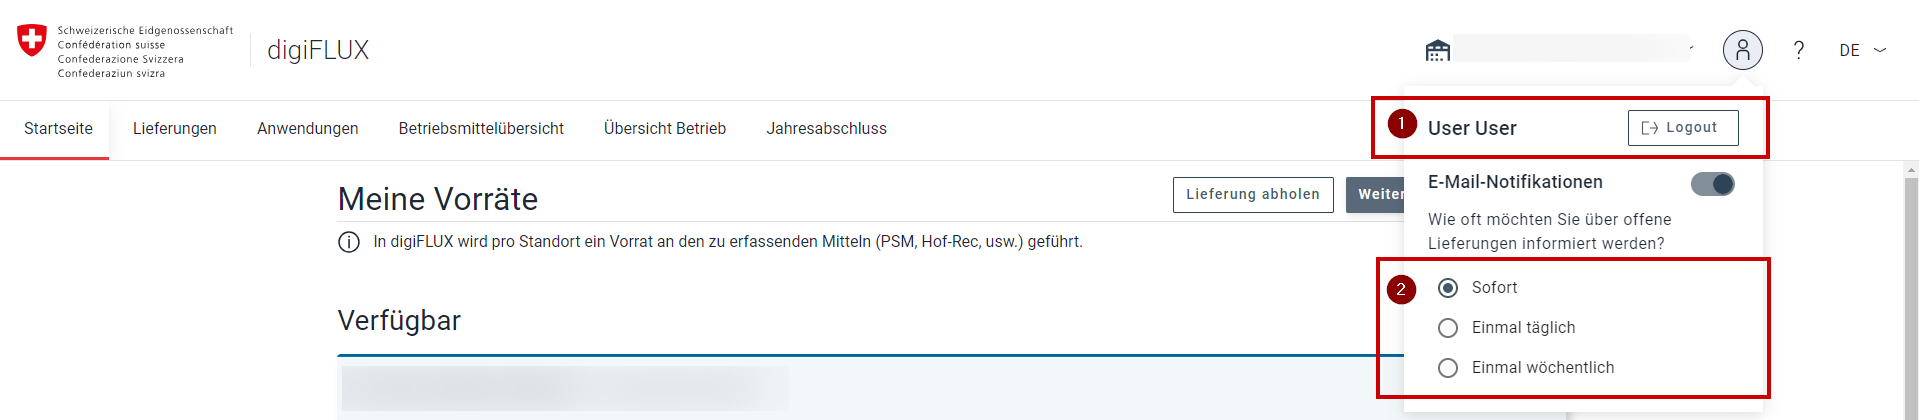 Schweizerische Eidgenossenschaft
Confédération suisse
Confederazione Svizzera
Confederaziun svizra
digiFLUX
?
DE
Startseite
Lieferungen
Anwendungen
Betriebsmittelübersicht
Übersicht Betrieb
Jahresabschluss
1
User User
Logout
Meine Vorräte
Lieferung abholen
Weiter
In digiFLUX wird pro Standort ein Vorrat an den zu erfassenden Mitteln (PSM, Hof-Rec, usw.) geführt.
Verfügbar
E-Mail-Notifikationen
Wie oft möchten Sie über offene
Lieferungen informiert werden?
2
Sofort
Einmal täglich
Einmal wöchentlich